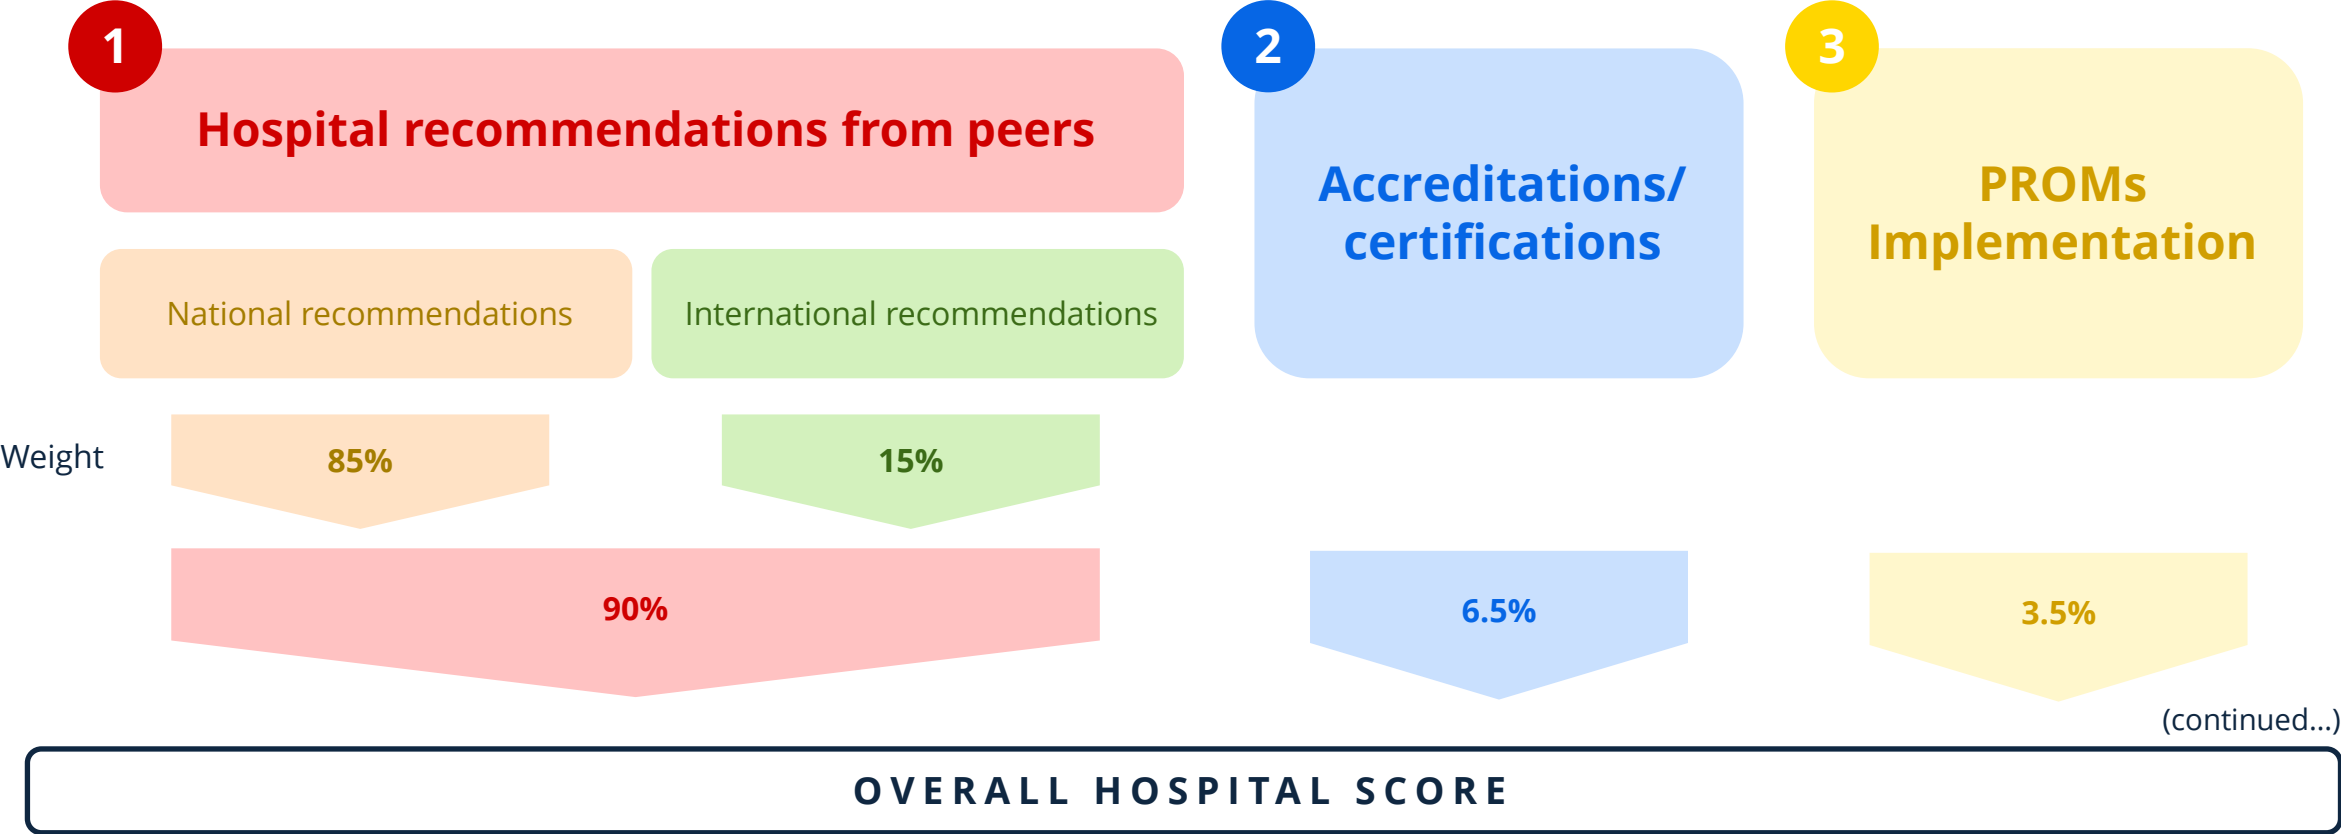 1
Hospital recommendations from peers
National recommendations
International recommendations
2
Accreditations/
certifications
3
PROMs
Implementation
Weight
85%
15%
90%
6.5%
3.5%
(continued...)
OVERALL HOSPITAL SCORE